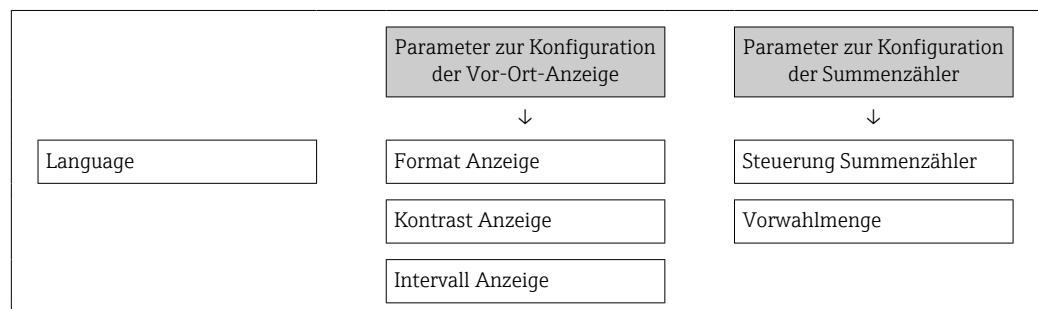 Parameter zur Konfiguration
der Vor-Ort-Anzeige
Parameter zur Konfiguration
der Summenzähler
↓
↓
Language
Format Anzeige
Steuerung Summenzähler
Kontrast Anzeige
Vorwahlmenge
Intervall Anzeige